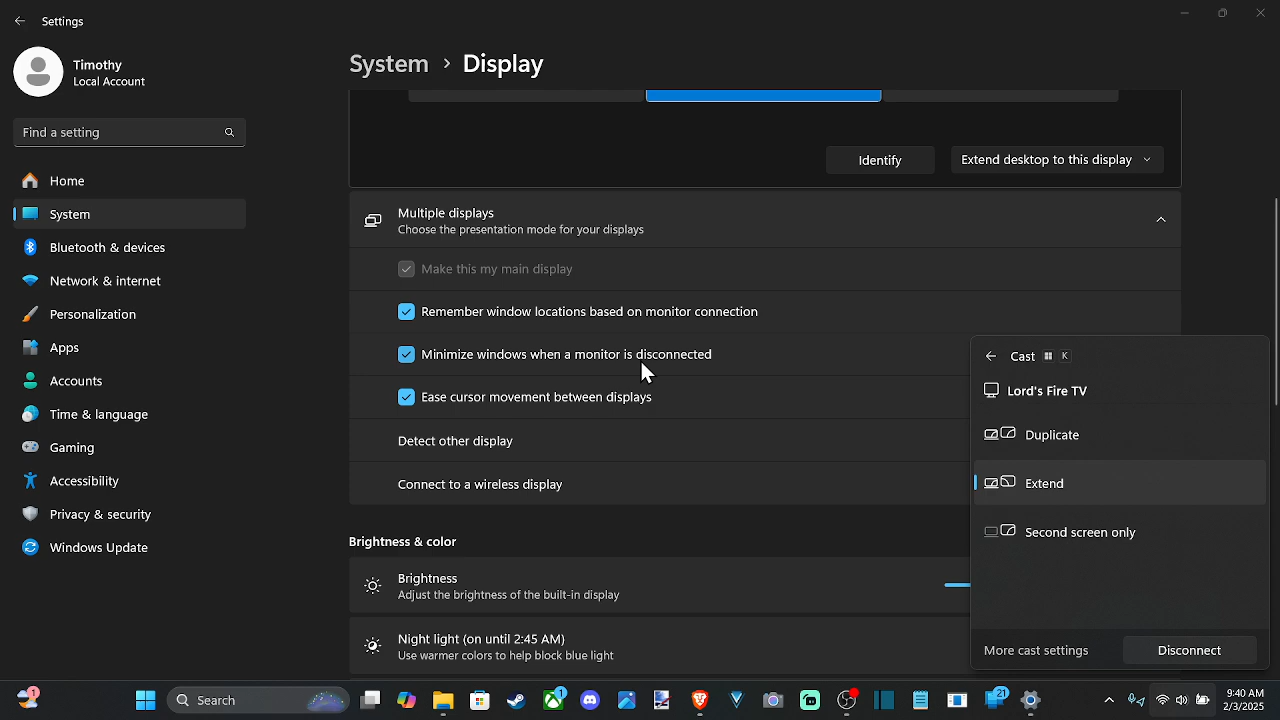 Settings
Timothy
Local Account
Find a setting
Home
System
Bluetooth & devices
Network & internet
Personalization
Apps
Accounts
Time & language
Gaming
Accessibility
Privacy & security
Windows Update
System > Display
Identify
Extend desktop to this display
Multiple displays
Choose the presentation mode for your displays
Make this my main display
Remember window locations based on monitor connection
Minimize windows when a monitor is disconnected
Ease cursor movement between displays
Detect other display
Connect to a wireless display
Brightness & color
Brightness
Adjust the brightness of the built-in display
Night light (on until 2:45 AM)
Use warmer colors to help block blue light
Cast K
Lord's Fire TV
Duplicate
Extend
Second screen only
More cast settings
Disconnect
1
Search
1
21
9:40 AM
2/3/2025